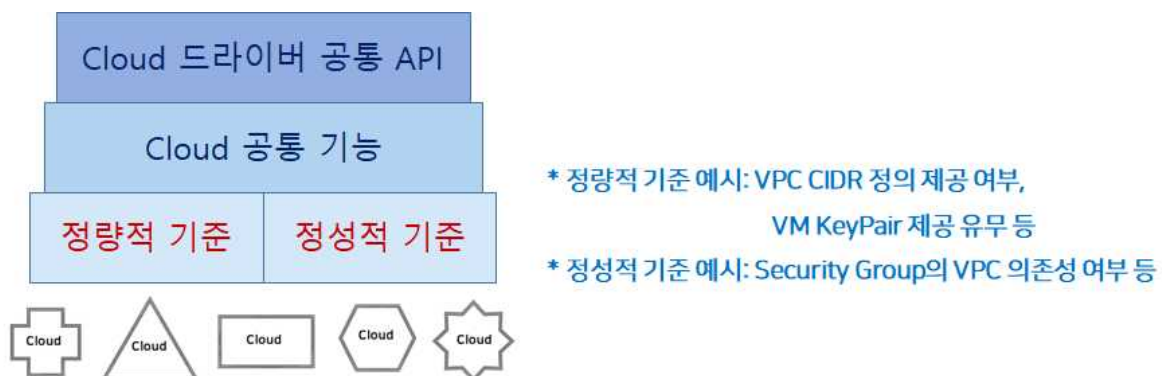 Cloud 드라이버 공통 API
Cloud 공통 기능
정량적 기준 정성적 기준
* 정량적 기준 예시: VPC CIDR 정의 제공 여부,
VM KeyPair 제공 유무 등
* 정성적 기준 예시: Security Group의 VPC 의존성 여부 등
Cloud Cloud Cloud Cloud Cloud